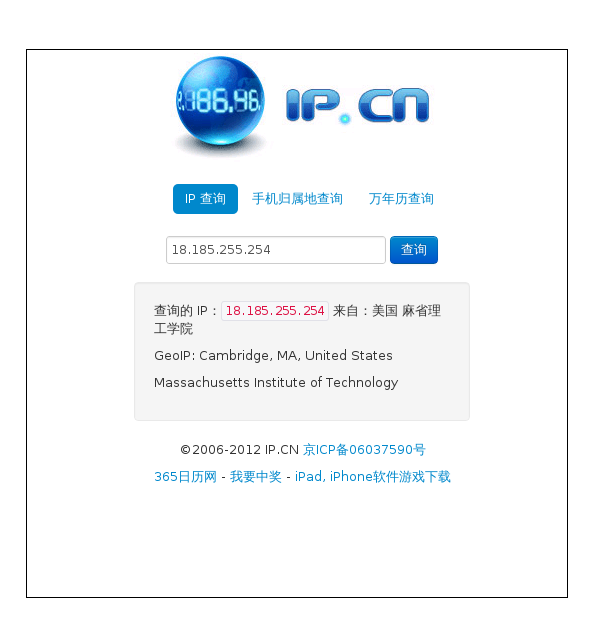 2.186.46.
IP.CN
IP 查询 手机归属地查询 万年历查询
18.185.255.254 查询
查询的 IP：18.185.255.254 来自：美国 麻省理
工学院
GeoIP: Cambridge, MA, United States
Massachusetts Institute of Technology
©2006-2012 IP.CN 京ICP备06037590号
365日历网 - 我要中奖 - iPad, iPhone软件游戏下载